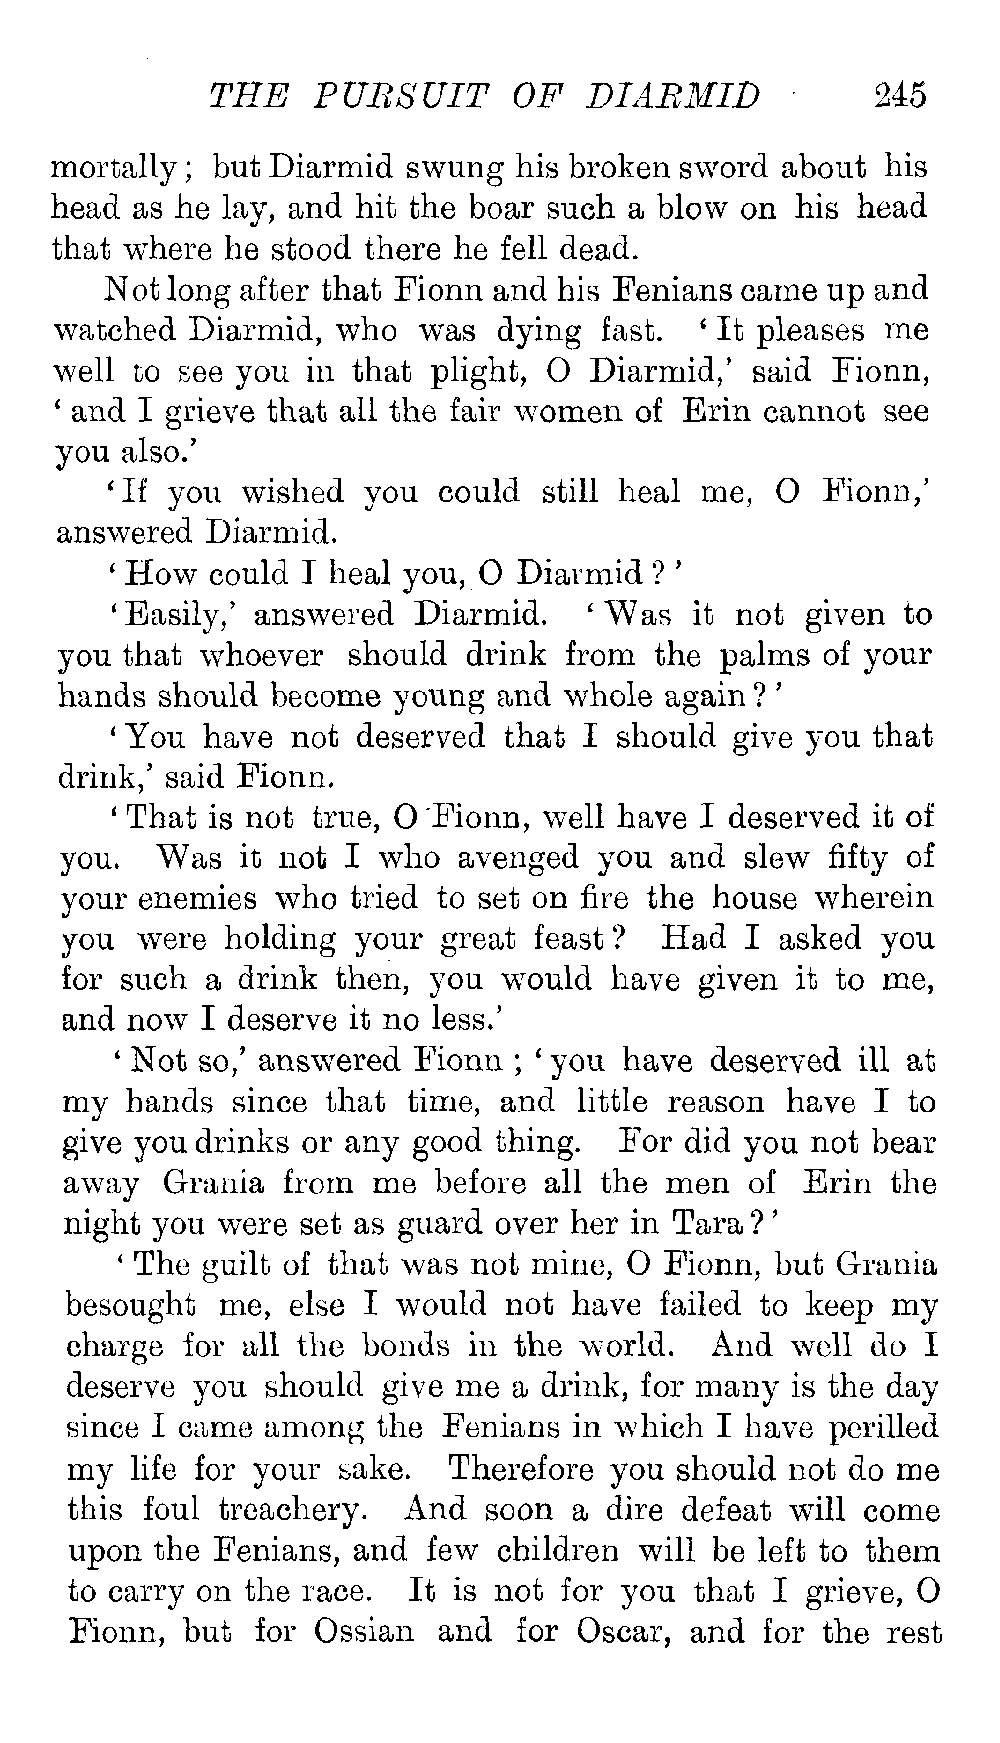 THE PURSUIT OF DIARMID 245
mortally; but Diarmid swung his broken sword about his
head as he lay, and hit the boar such a blow on his head
that where he stood there he fell dead.
Not long after that Fionn and his Fenians came up and
watched Diarmid, who was dying fast. ‘It pleases me
well to see you in that plight, O Diarmid,’ said Fionn,
‘and I grieve that all the fair women of Erin cannot see
you also.’
‘If you wished you could still heal me, O Fionn,’
answered Diarmid.
‘How could I heal you, O Diarmid?’
‘Easily,’ answered Diarmid. ‘Was it not given to
you that whoever should drink from the palms of your
hands should become young and whole again?’
‘You have not deserved that I should give you that
drink,’ said Fionn.
‘That is not true, O Fionn, well have I deserved it of
you. Was it not I who avenged you and slew fifty of
your enemies who tried to set on fire the house wherein
you were holding your great feast? Had I asked you
for such a drink then, you would have given it to me,
and now I deserve it no less.’
‘Not so,’ answered Fionn; ‘you have deserved ill at
my hands since that time, and little reason have I to
give you drinks or any good thing. For did you not bear
away Grania from me before all the men of Erin the
night you were set as guard over her in Tara?’
‘The guilt of that was not mine, O Fionn, but Grania
besought me, else I would not have failed to keep my
charge for all the bonds in the world. And well do I
deserve you should give me a drink, for many is the day
since I came among the Fenians in which I have perilled
my life for your sake. Therefore you should not do me
this foul treachery. And soon a dire defeat will come
upon the Fenians, and few children will be left to them
to carry on the race. It is not for you that I grieve, O
Fionn, but for Ossian and for Oscar, and for the rest